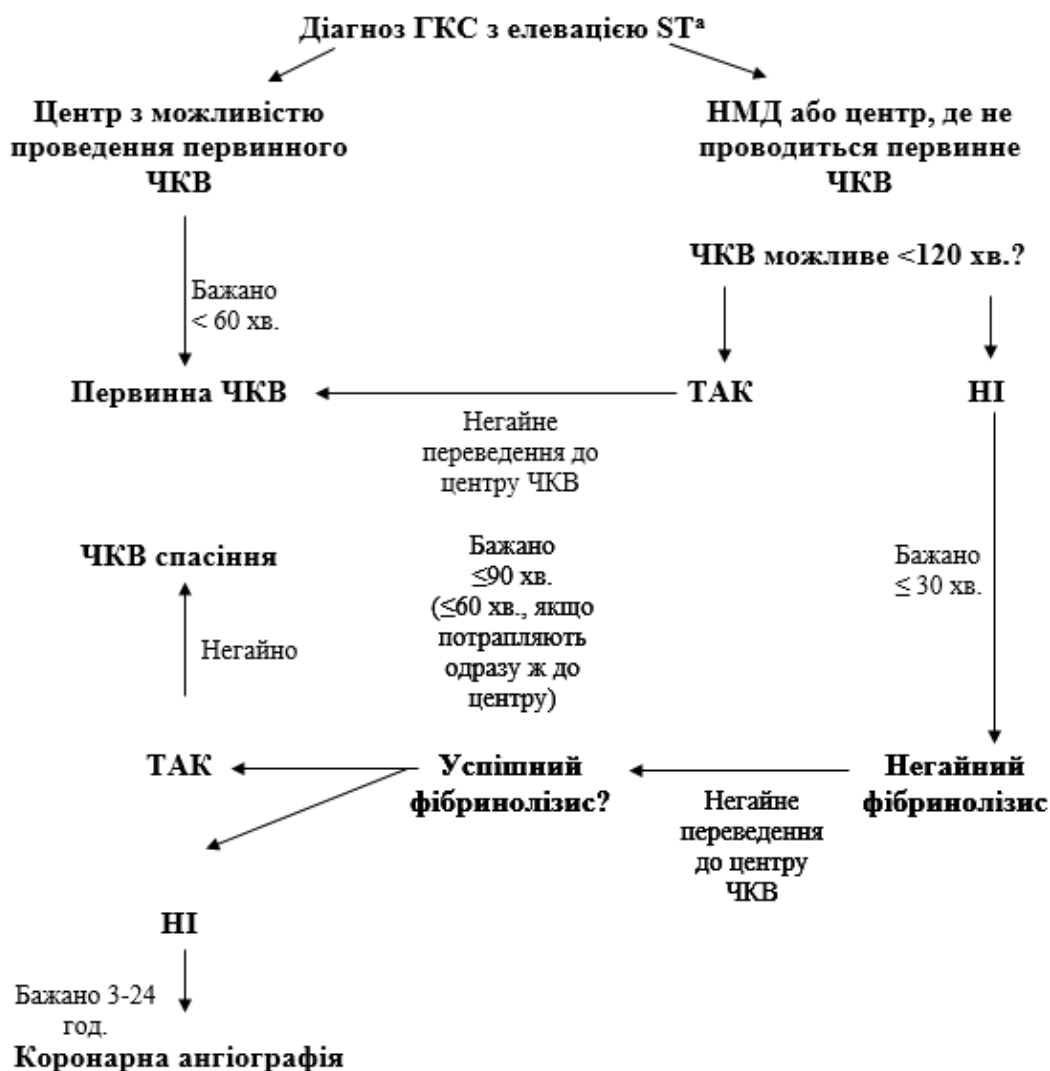 Діагноз ГКС з елевацією STª
Центр з можливістю
проведення первинного
ЧКВ
НМД або центр, де не
проводиться первинне
ЧКВ
ЧКВ можливе <120 хв.?
Бажано
< 60 хв.
Первинна ЧКВ
ТАК
НІ
Негайне
переведення до
центру ЧКВ
ЧКВ спасіння
Бажано
≤90 хв.
(≤60 хв., якщо
потрапляють
одразу ж до
центру)
Бажано
≤ 30 хв.
Негайно
ТАК
Успішний
фібринолізис?
Негайний
фібринолізис
Негайне
переведення
до центру
ЧКВ
НІ
Бажано 3-24
год.
Коронарна ангіографія